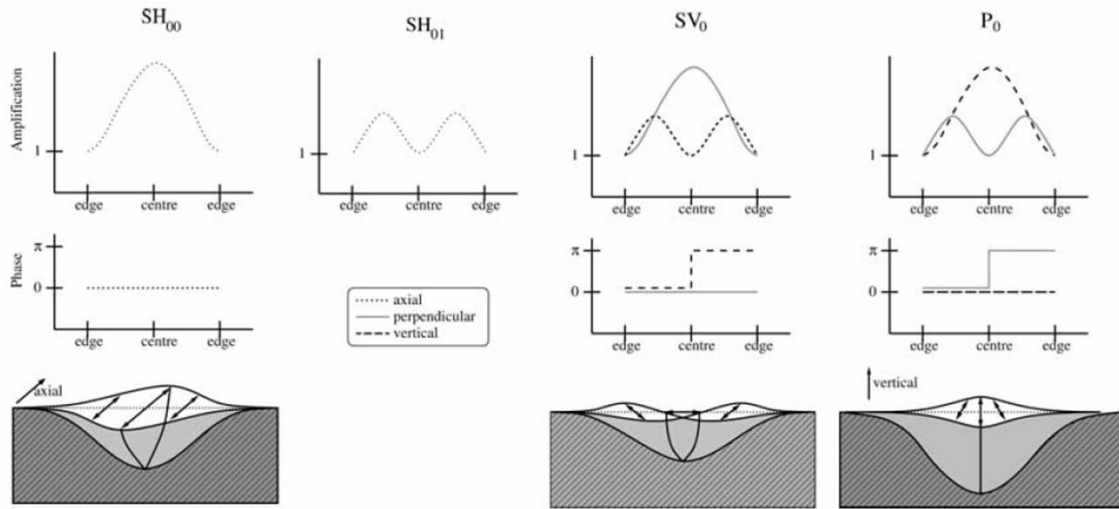 SH₀₀
SH₀₁
SV₀
P₀
Amplification
1
edge centre edge
1
edge centre edge
1
edge centre edge
1
edge centre edge
Phase
π
0
edge centre edge
axial
perpendicular
vertical
π
0
edge centre edge
π
0
edge centre edge
axial
vertical